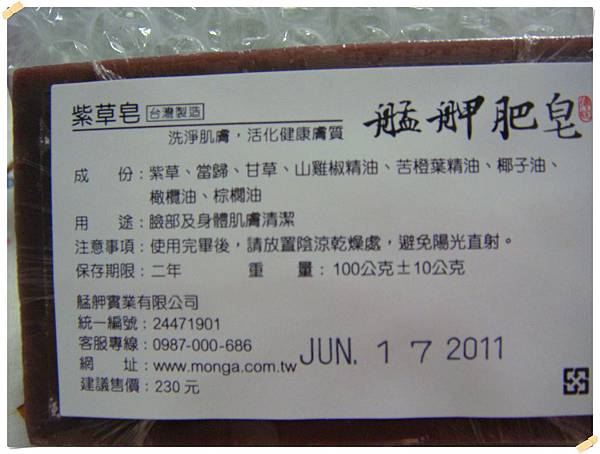 紫草皂 台灣製造
艋舺肥皂
洗淨肌膚，活化健康膚質
成　份：紫草、當歸、甘草、山雞椒精油、苦橙葉精油、椰子油、
橄欖油、棕櫚油
用　途：臉部及身體肌膚清潔
注意事項：使用完畢後，請放置陰涼乾燥處，避免陽光直射。
保存期限：二年　重　量：100公克±10公克
艋舺實業有限公司
統一編號：24471901
客服專線：0987-000-686
網　址：www.monga.com.tw
建議售價：230 元
JUN. 17 2011